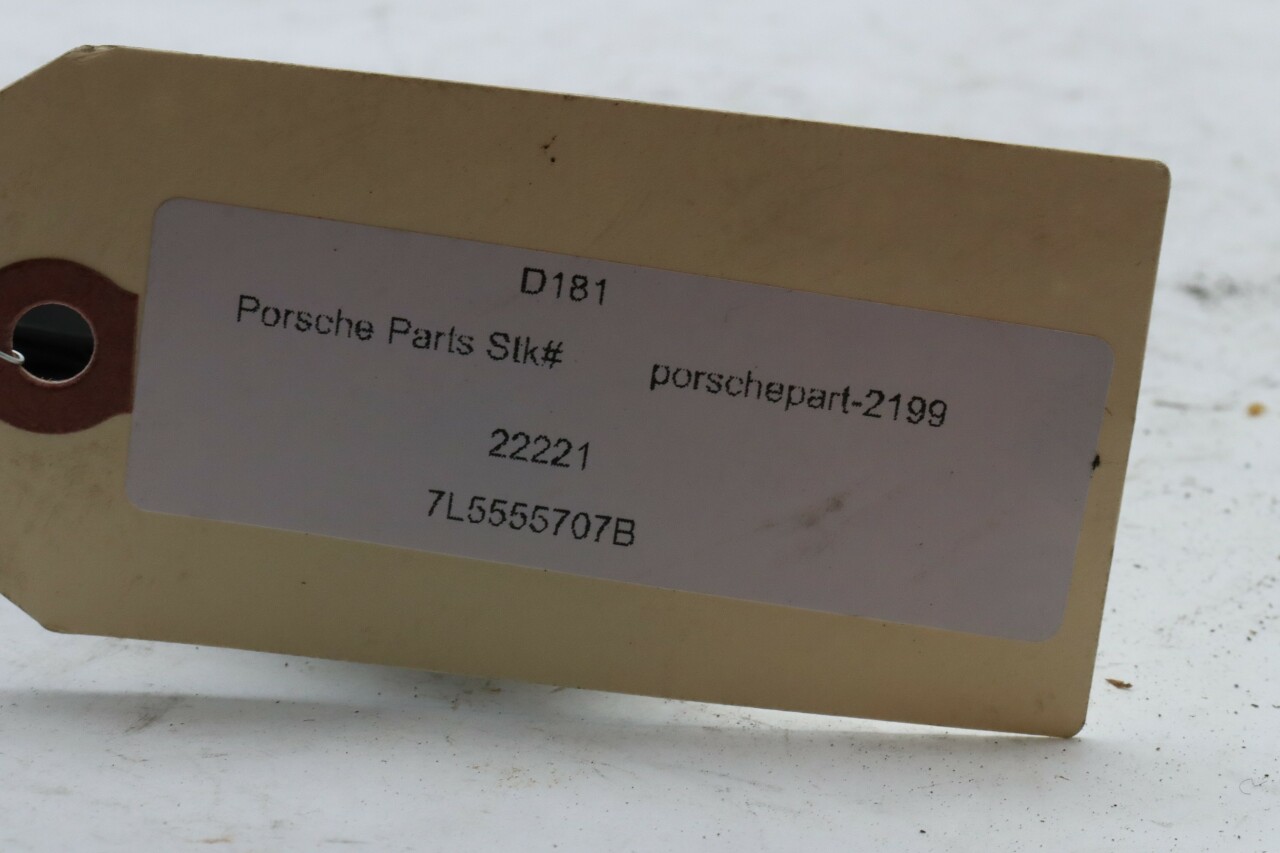 D181
Porsche Parts Stk# porschepart-2199
22221
7L5555707B